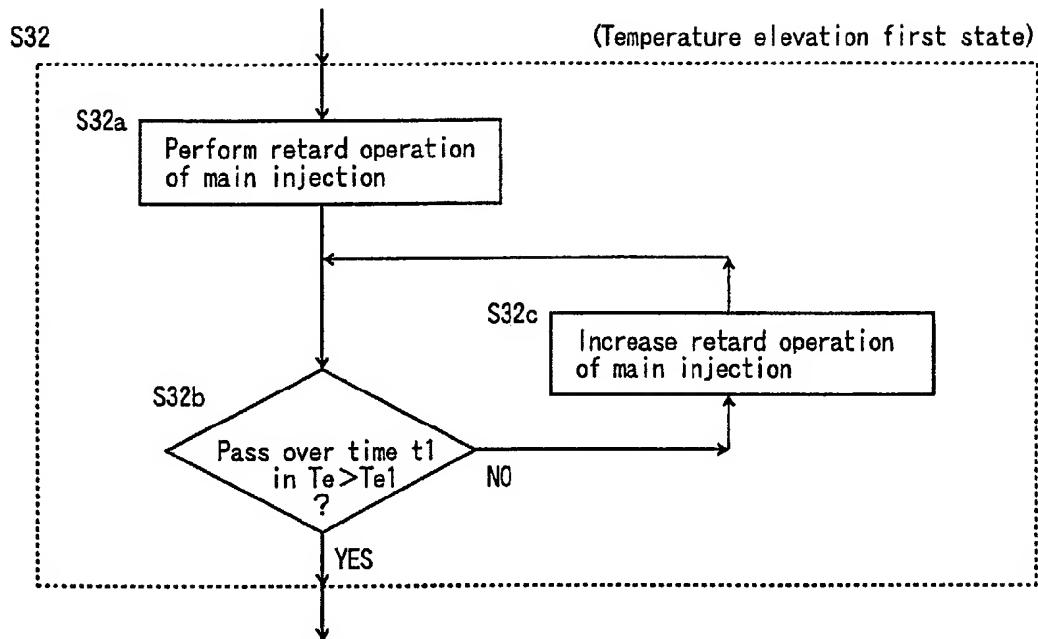 S32
(Temperature elevation first state)
S32a
Perform retard operation
of main injection
S32c
Increase retard operation
of main injection
S32b
Pass over time t1
in Te>Te1
?
NO
YES